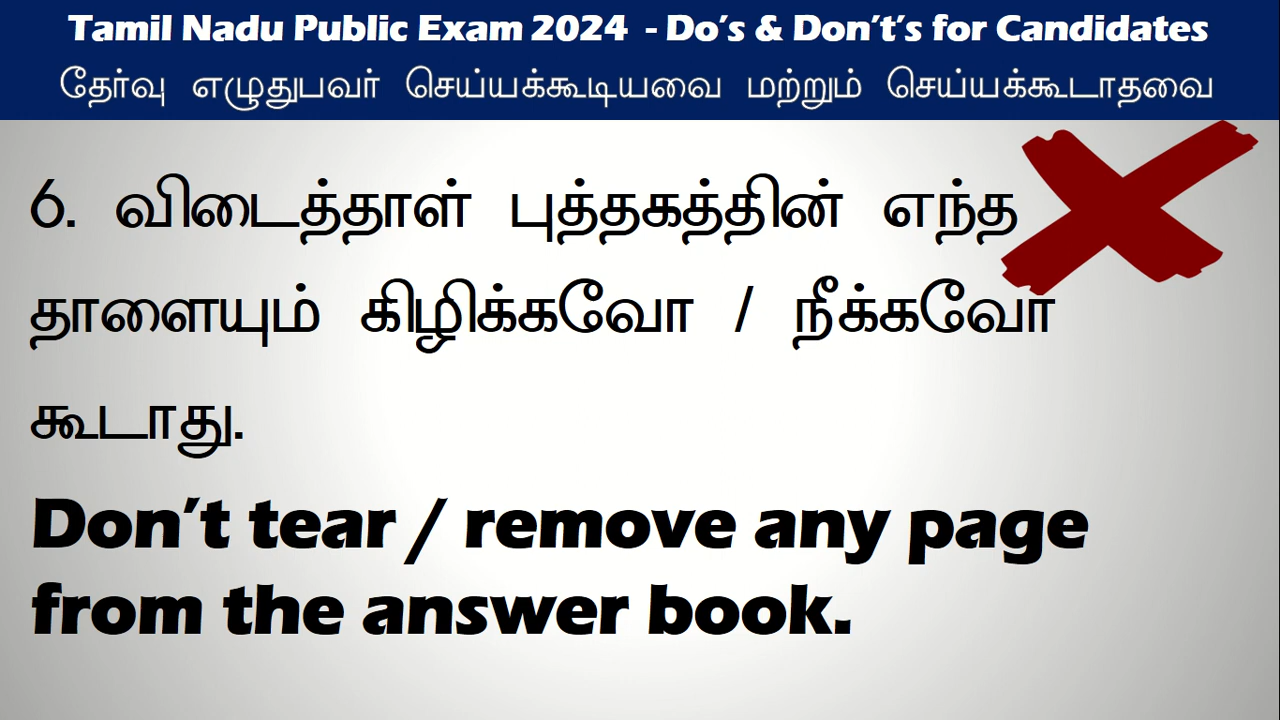 Tamil Nadu Public Exam 2024 - Do's & Don't's for Candidates
தேர்வு எழுதுபவர் செய்யக்கூடியவை மற்றும் செய்யக்கூடாதவை
6. விடைத்தாள் புத்தகத்தின் எந்த
தாளையும் கிழிக்கவோ / நீக்கவோ
கூடாது.
Don't tear / remove any page
from the answer book.